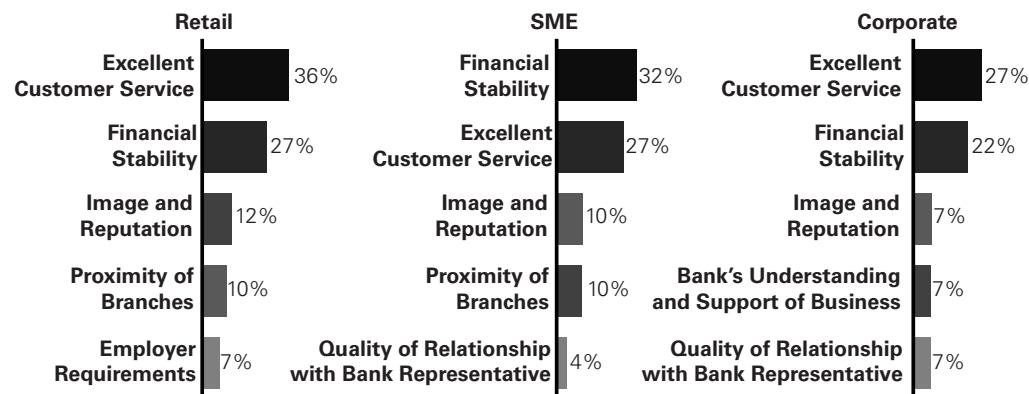 Retail
Excellent
Customer Service
36%
Financial
Stability
27%
Image and
Reputation
12%
Proximity of
Branches
10%
Employer
Requirements
7%
SME
Financial
Stability
32%
Excellent
Customer Service
27%
Image and
Reputation
10%
Proximity of
Branches
10%
Quality of Relationship
with Bank Representative
4%
Corporate
Excellent
Customer Service
27%
Financial
Stability
22%
Image and
Reputation
7%
Bank’s Understanding
and Support of Business
7%
Quality of Relationship
with Bank Representative
7%